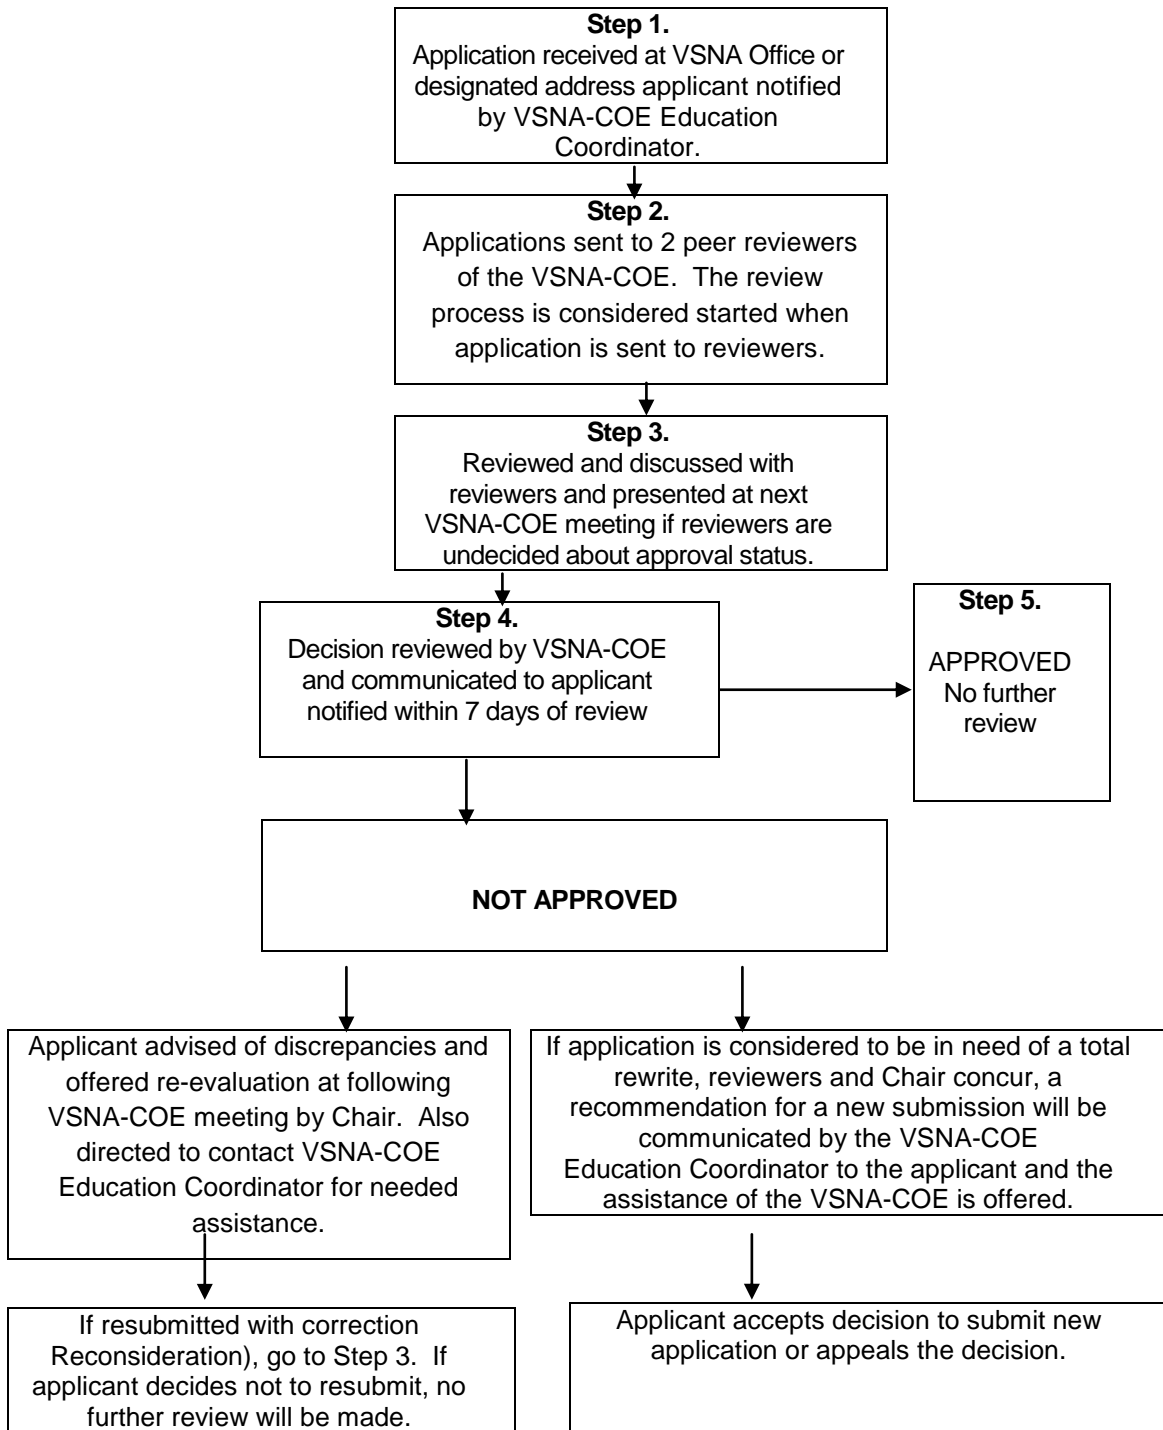 Step 1.
Application received at VSNA Office or
designated address applicant notified
by VSNA-COE Education
Coordinator.
Step 2.
Applications sent to 2 peer reviewers
of the VSNA-COE. The review
process is considered started when
application is sent to reviewers.
Step 3.
Reviewed and discussed with
reviewers and presented at next
VSNA-COE meeting if reviewers are
undecided about approval status.
Step 4.
Decision reviewed by VSNA-COE
and communicated to applicant
notified within 7 days of review
Step 5.
APPROVED
No further
review
NOT APPROVED
Applicant advised of discrepancies and
offered re-evaluation at following
VSNA-COE meeting by Chair. Also
directed to contact VSNA-COE
Education Coordinator for needed
assistance.
If application is considered to be in need of a total
rewrite, reviewers and Chair concur, a
recommendation for a new submission will be
communicated by the VSNA-COE
Education Coordinator to the applicant and the
assistance of the VSNA-COE is offered.
If resubmitted with correction
Reconsideration), go to Step 3. If
applicant decides not to resubmit, no
further review will be made.
Applicant accepts decision to submit new
application or appeals the decision.